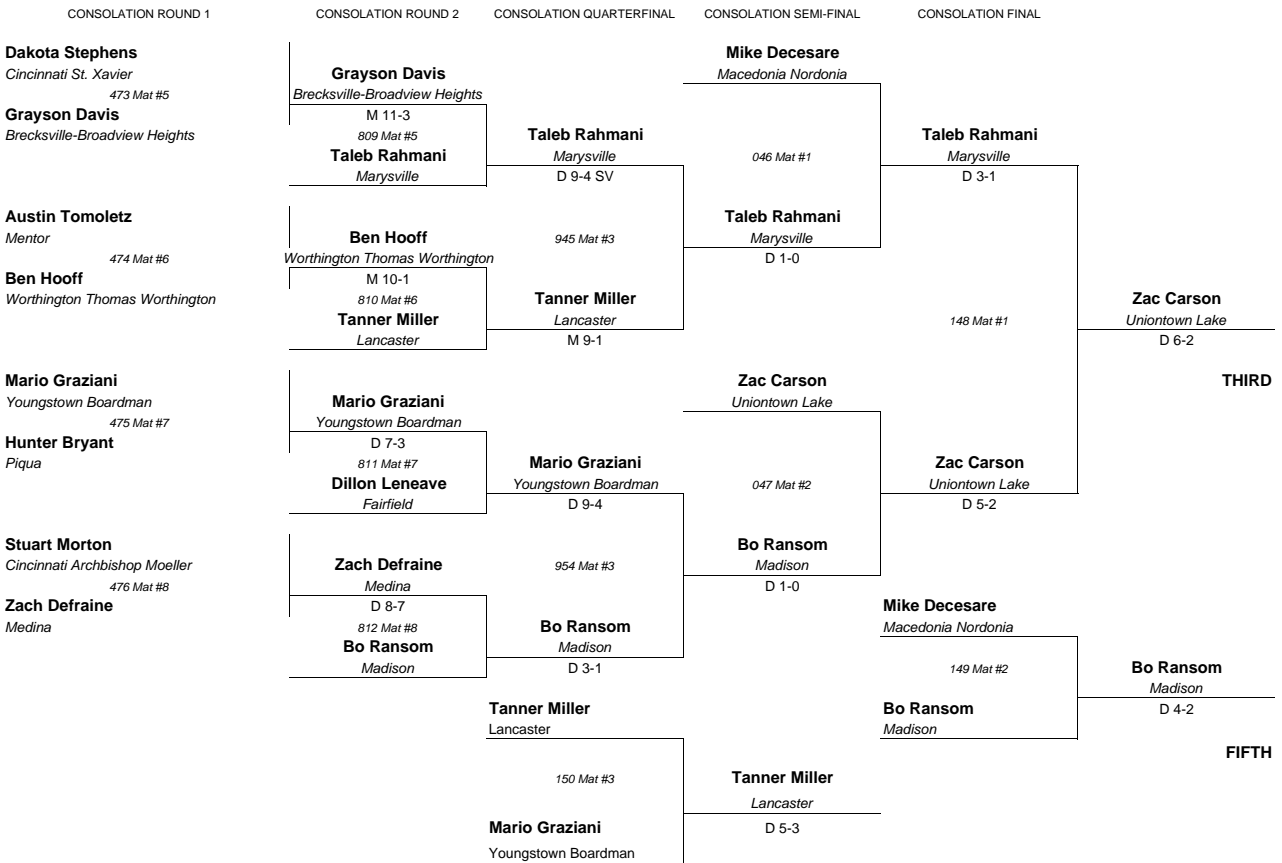 CONSOLATION ROUND 1
CONSOLATION ROUND 2
CONSOLATION QUARTERFINAL
CONSOLATION SEMI-FINAL
CONSOLATION FINAL
Dakota Stephens
Cincinnati St. Xavier
473 Mat #5
Grayson Davis
Brecksville-Broadview Heights
Austin Tomoletz
Mentor
474 Mat #6
Ben Hooff
Worthington Thomas Worthington
Mario Graziani
Youngstown Boardman
475 Mat #7
Hunter Bryant
Piqua
Stuart Morton
Cincinnati Archbishop Moeller
476 Mat #8
Zach Defraine
Medina
Grayson Davis
Brecksville-Broadview Heights
M 11-3
809 Mat #5
Taleb Rahmani
Marysville
Ben Hooff
Worthington Thomas Worthington
M 10-1
810 Mat #6
Tanner Miller
Lancaster
Mario Graziani
Youngstown Boardman
D 7-3
811 Mat #7
Dillon Leneave
Fairfield
Zach Defraine
Medina
D 8-7
812 Mat #8
Bo Ransom
Madison
Taleb Rahmani
Marysville
D 9-4 SV
945 Mat #3
Tanner Miller
Lancaster
M 9-1
Mario Graziani
Youngstown Boardman
D 9-4
954 Mat #3
Bo Ransom
Madison
D 3-1
Tanner Miller
Lancaster
150 Mat #3
Mario Graziani
Youngstown Boardman
Mike Decesare
Macedonia Nordonia
046 Mat #1
Taleb Rahmani
Marysville
D 1-0
Zac Carson
Uniontown Lake
047 Mat #2
Bo Ransom
Madison
D 1-0
Tanner Miller
Lancaster
D 5-3
Taleb Rahmani
Marysville
D 3-1
148 Mat #1
Zac Carson
Uniontown Lake
D 5-2
Mike Decesare
Macedonia Nordonia
149 Mat #2
Bo Ransom
Madison
Zac Carson
Uniontown Lake
D 6-2
THIRD
Bo Ransom
Madison
D 4-2
FIFTH